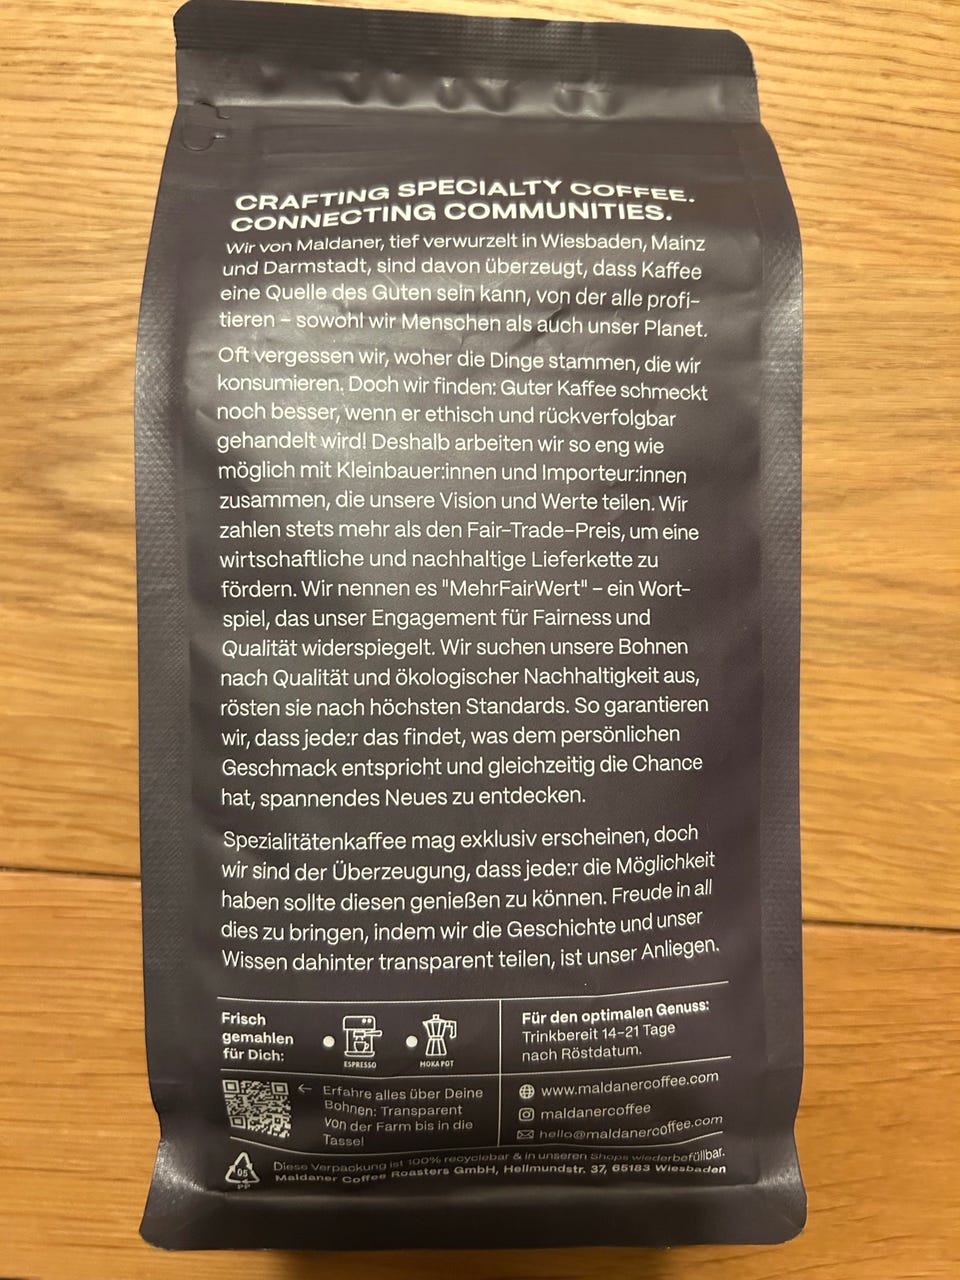 CRAFTING SPECIALTY COFFEE.
CONNECTING COMMUNITIES.
Wir von Maldaner, tief verwurzelt in Wiesbaden, Mainz
und Darmstadt, sind davon überzeugt, dass Kaffee
eine Quelle des Guten sein kann, von der alle profi-
tieren – sowohl wir Menschen als auch unser Planet.
Oft vergessen wir, woher die Dinge stammen, die wir
konsumieren. Doch wir finden: Guter Kaffee schmeckt
noch besser, wenn er ethisch und rückverfolgbar
gehandelt wird! Deshalb arbeiten wir so eng wie
möglich mit Kleinbauer:innen und Importeur:innen
zusammen, die unsere Vision und Werte teilen. Wir
zahlen stets mehr als den Fair-Trade-Preis, um eine
wirtschaftliche und nachhaltige Lieferkette zu
fördern. Wir nennen es "MehrFairWert" – ein Wort-
spiel, das unser Engagement für Fairness und
Qualität widerspiegelt. Wir suchen unsere Bohnen
nach Qualität und ökologischer Nachhaltigkeit aus,
rösten sie nach höchsten Standards. So garantieren
wir, dass jede:r das findet, was dem persönlichen
Geschmack entspricht und gleichzeitig die Chance
hat, spannendes Neues zu entdecken.
Spezialitätenkaffee mag exklusiv erscheinen, doch
wir sind der Überzeugung, dass jede:r die Möglichkeit
haben sollte diesen genießen zu können. Freude in all
dies zu bringen, indem wir die Geschichte und unser
Wissen dahinter transparent teilen, ist unser Anliegen.
Frisch
gemahlen
für Dich:
ESPRESSO
MOKA POT
Für den optimalen Genuss:
Trinkbereit 14-21 Tage
nach Röstdatum.
← Erfahre alles über Deine
Bohnen: Transparent
von der Farm bis in die
Tasse!
www.maldanercoffee.com
maldanercoffee
hello@maldanercoffee.com
05
PP
Diese Verpackung ist 100% recyclebar & in unseren Shops wiederbefüllbar.
Maldaner Coffee Roasters GmbH, Hellmundstr. 37, 65183 Wiesbaden